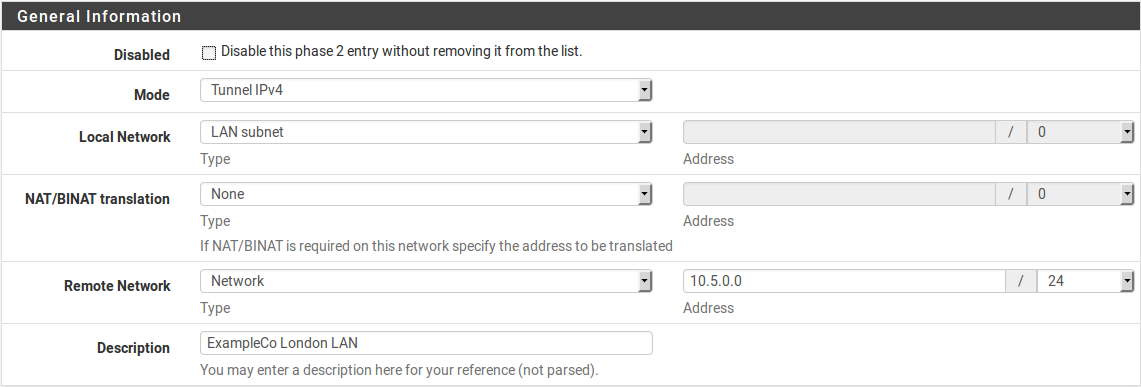 General Information
Disabled Disable this phase 2 entry without removing it from the list.
Mode Tunnel IPv4
Local Network LAN subnet / 0
Type Address
NAT/BINAT translation None / 0
Type Address
If NAT/BINAT is required on this network specify the address to be translated
Remote Network Network 10.5.0.0 / 24
Type Address
Description ExampleCo London LAN
You may enter a description here for your reference (not parsed).